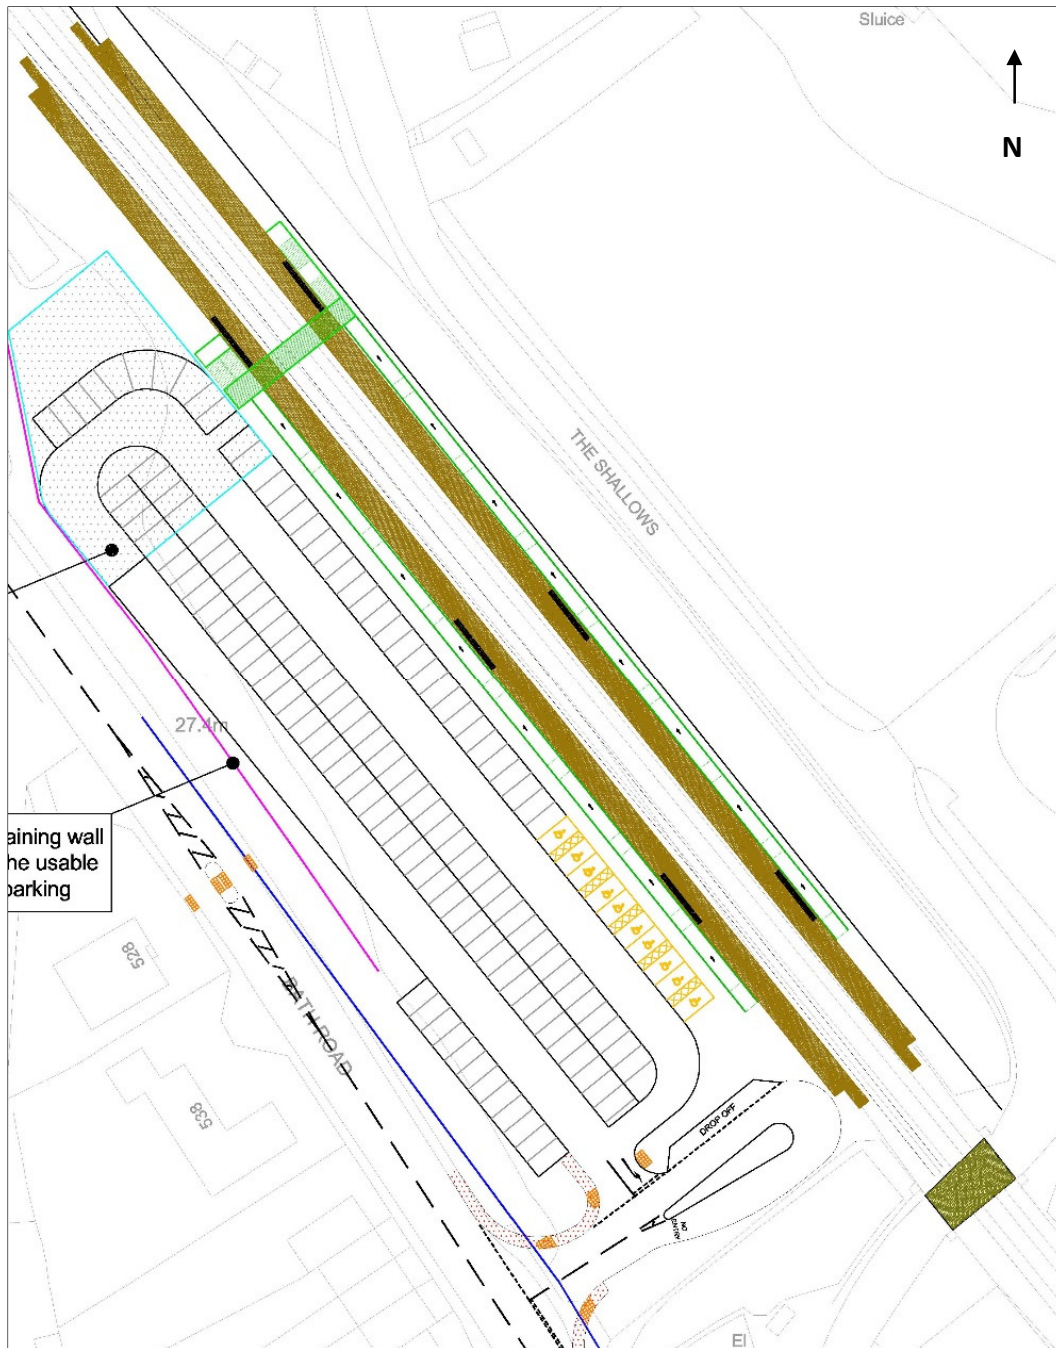 Sluice
N
THE SHALLOWS
27.4m
aining wall
he usable
parking
528
BATH ROAD
538
DROP OFF
NO
ENTRY
El